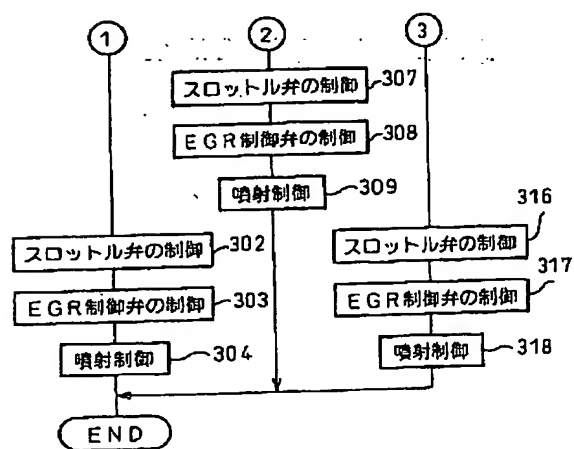 ① ② ③
スロットル弁の制御 307
EGR制御弁の制御 308
噴射制御 309
スロットル弁の制御 302
EGR制御弁の制御 303
噴射制御 304
スロットル弁の制御 316
EGR制御弁の制御 317
噴射制御 318
END